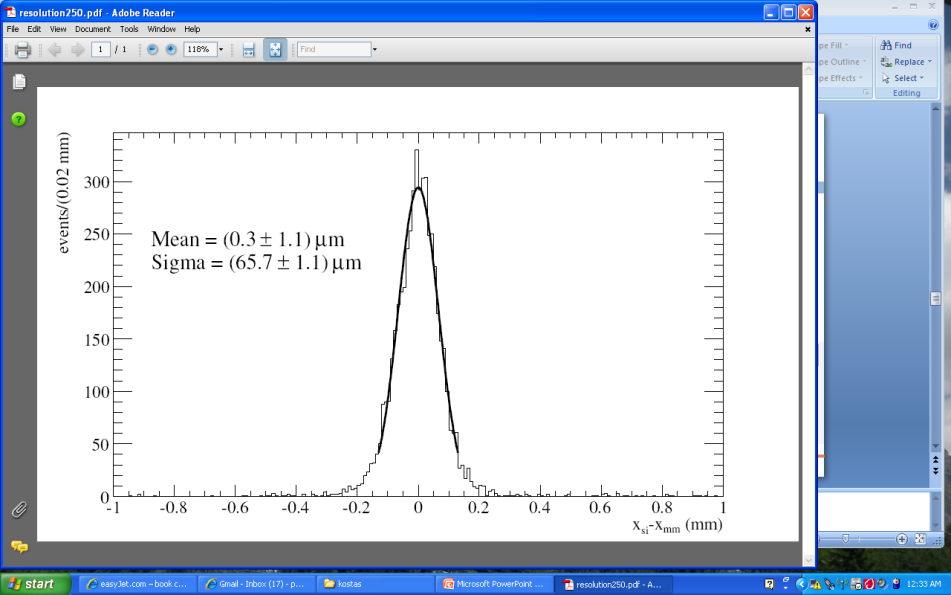 resolution250.pdf - Adobe Reader
File Edit View Document Tools Window Help
1 / 1 118% Find
Find
Replace
Select
Editing
events/(0.02 mm)
300
250
200
150
100
50
0
Mean = (0.3 ± 1.1) μm
Sigma = (65.7 ± 1.1) μm
-1 -0.8 -0.6 -0.4 -0.2 0 0.2 0.4 0.6 0.8 1
xsi-xmm (mm)
start easyJet.com – book c... Gmail - Inbox (17) - p... kostas Microsoft PowerPoint ... resolution250.pdf - A... 12:33 AM